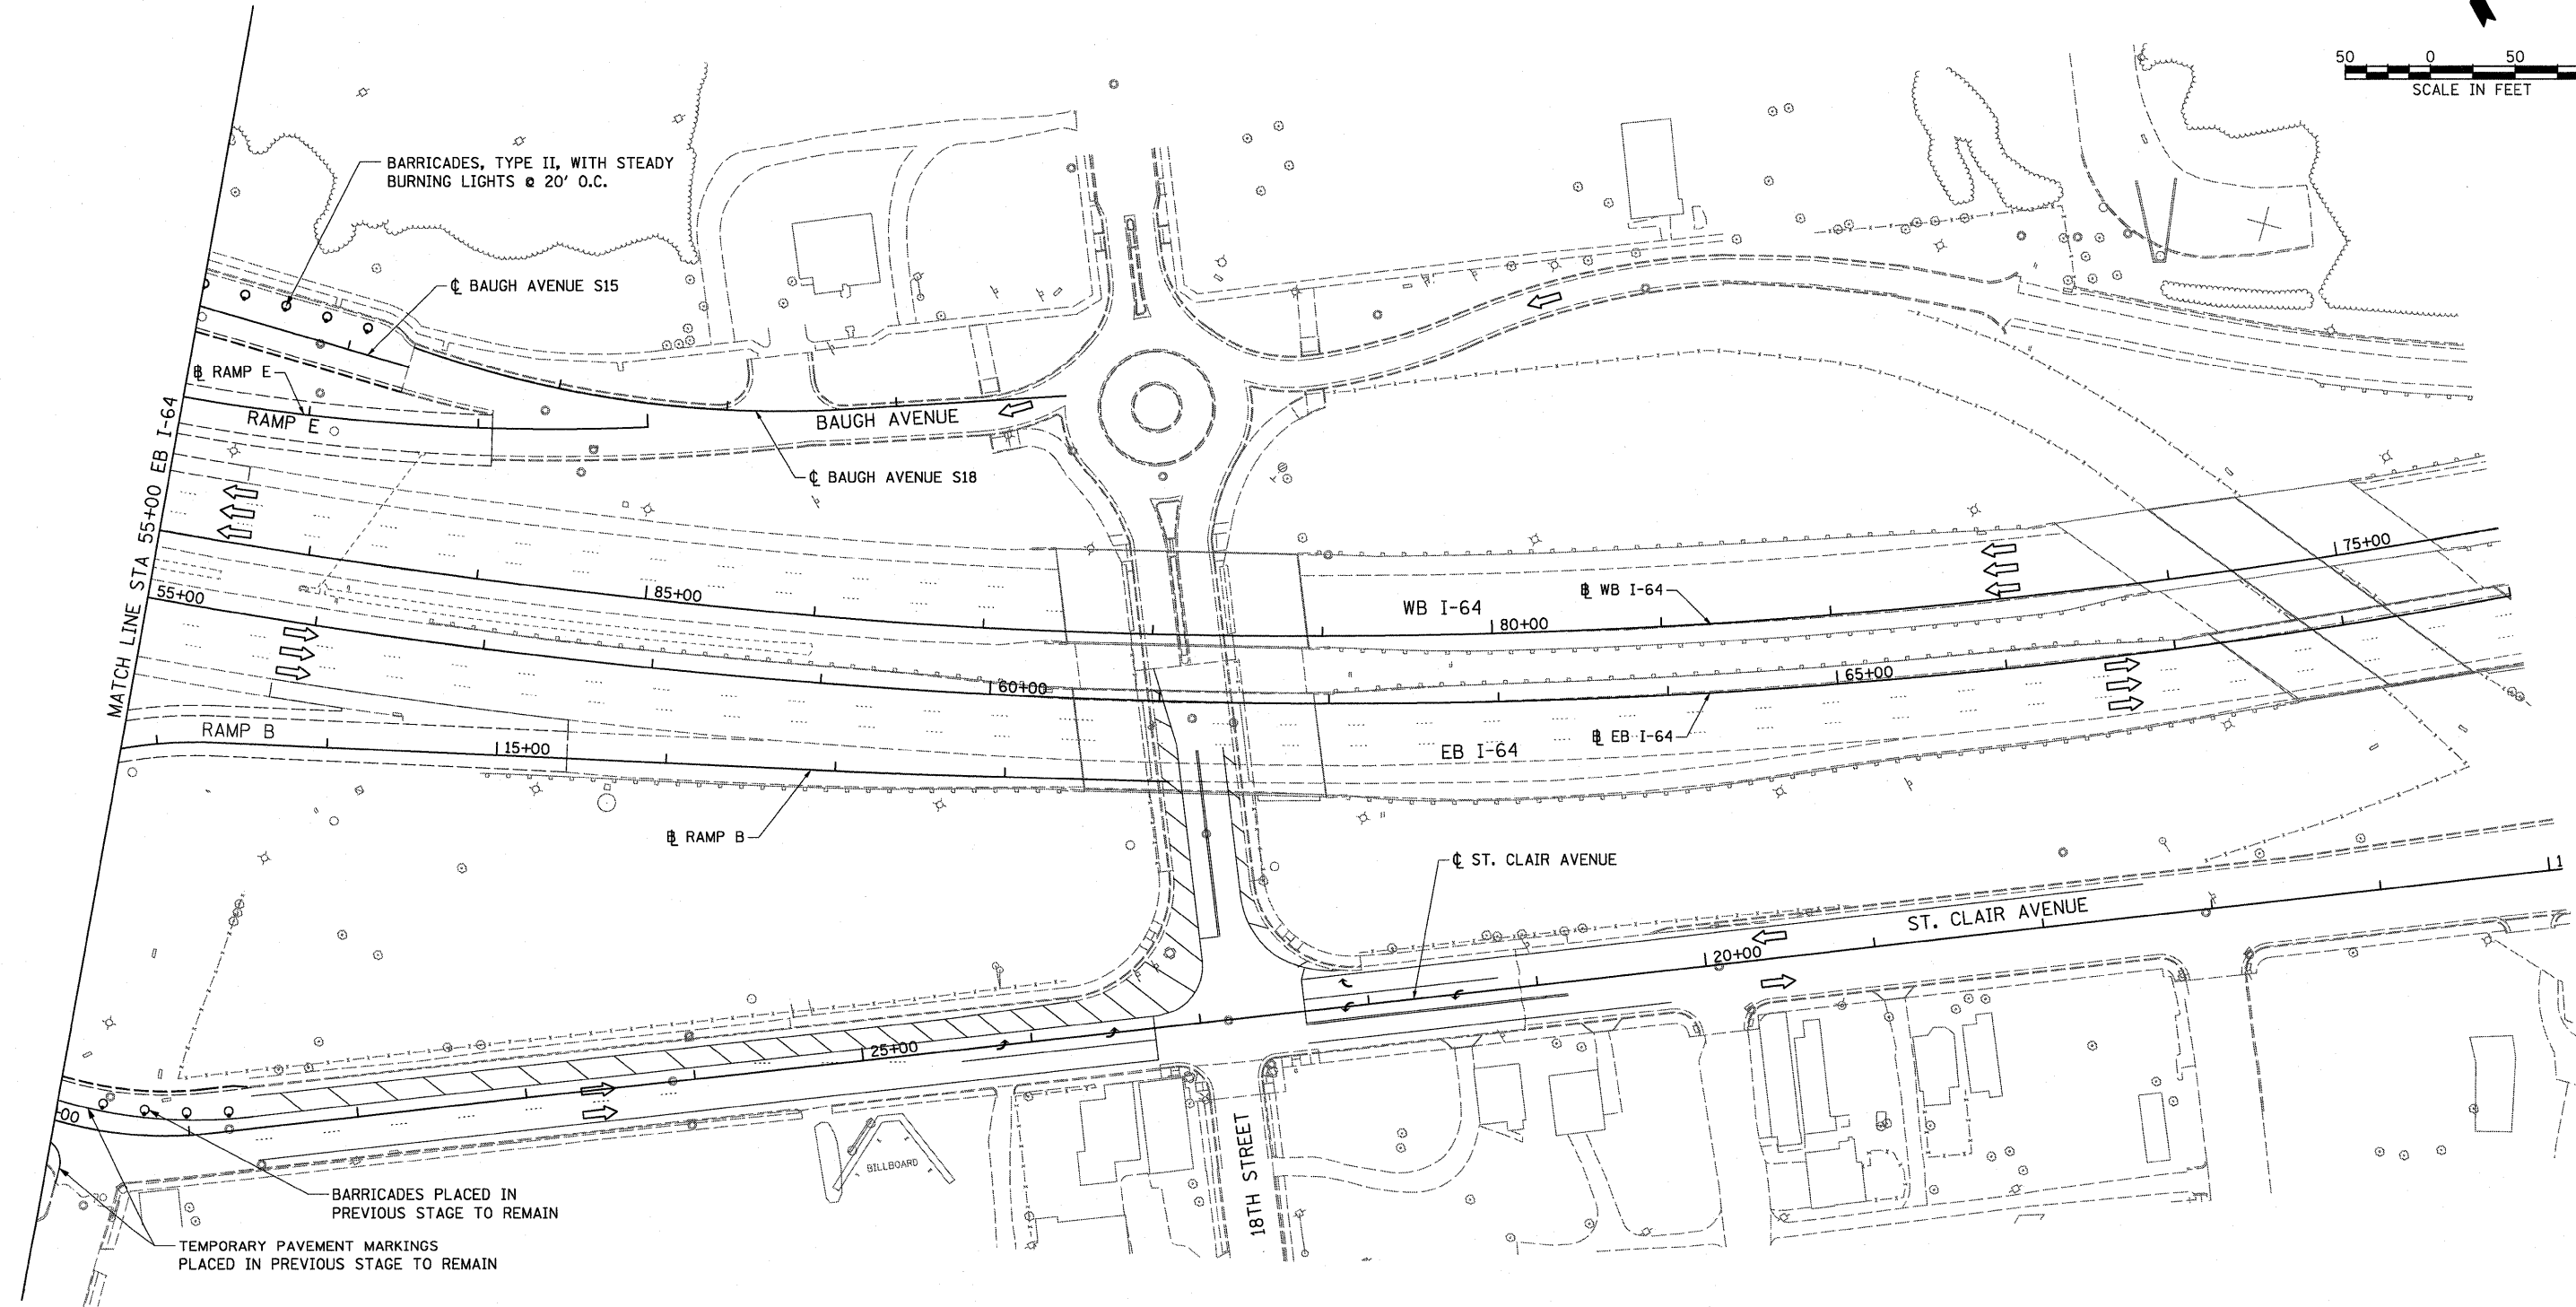 50 0 50
SCALE IN FEET
BARRICADES, TYPE II, WITH STEADY
BURNING LIGHTS @ 20' O.C.
℄ BAUGH AVENUE S15
℄ RAMP E
RAMP E
BAUGH AVENUE
℄ BAUGH AVENUE S18
MATCH LINE STA 55+00 EB I-64
75+00
85+00
55+00
WB I-64
℄ WB I-64
80+00
60+00
65+00
RAMP B
15+00
EB I-64
℄ EB I-64
℄ RAMP B
℄ ST. CLAIR AVENUE
ST. CLAIR AVENUE
20+00
25+00
00
BILLBOARD
18TH STREET
BARRICADES PLACED IN
PREVIOUS STAGE TO REMAIN
TEMPORARY PAVEMENT MARKINGS
PLACED IN PREVIOUS STAGE TO REMAIN
1